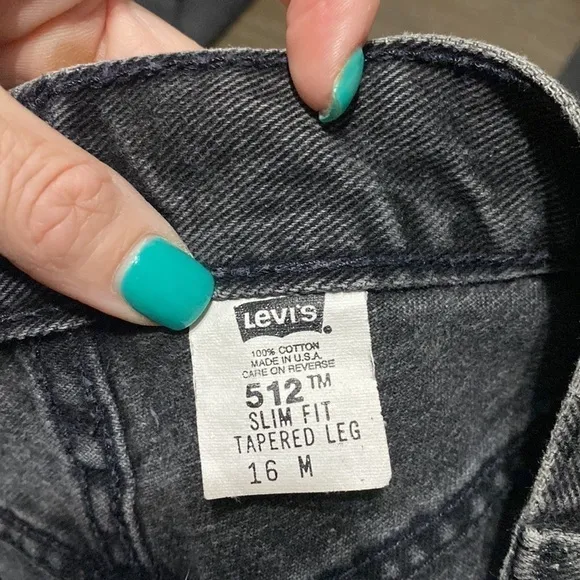 Levi's ®
100% COTTON
MADE IN U.S.A.
CARE ON REVERSE
512™
SLIM FIT
TAPERED LEG
16 M